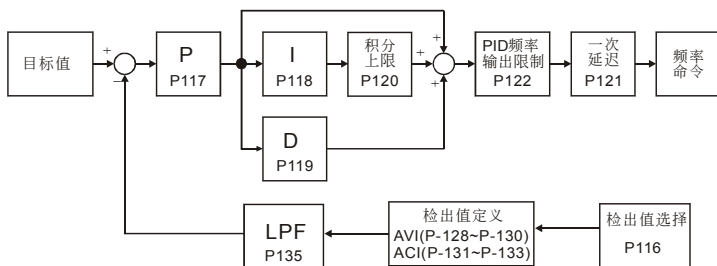 目标值
+
−
P
P117
I
P118
积分
上限
P120
+
+
+
D
P119
PID频率
输出限制
P122
一次
延迟
P121
频率
命令
LPF
P135
检出值定义
AVI(P-128~P-130)
ACI(P-131~P-133)
检出值选择
P116